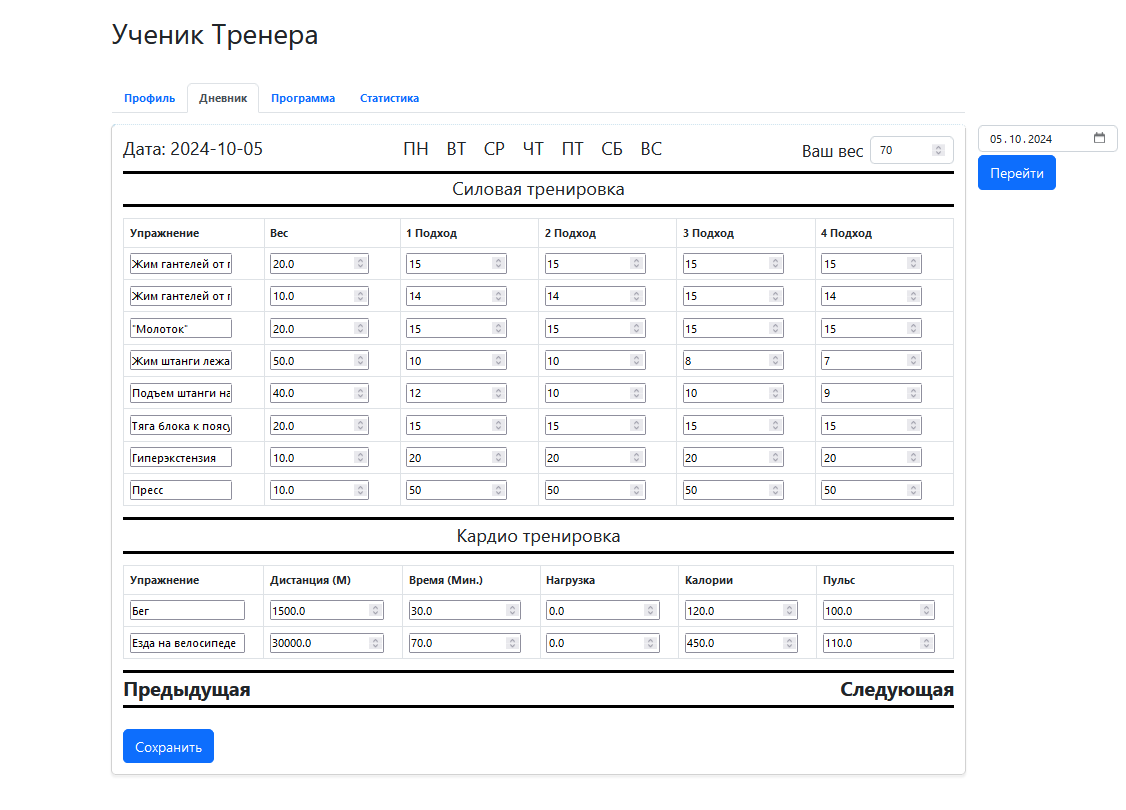 Ученик Тренера
Профиль Дневник Программа Статистика
Дата: 2024-10-05 ПН ВТ СР ЧТ ПТ СБ ВС Ваш вес 70
05.10.2024
Перейти
Силовая тренировка
Упражнение Вес 1 Подход 2 Подход 3 Подход 4 Подход
Жим гантелей от 20.0 15 15 15 15
Жим гантелей от 10.0 14 14 15 14
"Молоток" 20.0 15 15 15 15
Жим штанги лежа 50.0 10 10 8 7
Подъем штанги на 40.0 12 10 10 9
Тяга блока к поясу 20.0 15 15 15 15
Гиперэкстензия 10.0 20 20 20 20
Пресс 10.0 50 50 50 50
Кардио тренировка
Упражнение Дистанция (М) Время (Мин.) Нагрузка Калории Пульс
Бег 1500.0 30.0 0.0 120.0 100.0
Езда на велосипеде 30000.0 70.0 0.0 450.0 110.0
Предыдущая Следующая
Сохранить